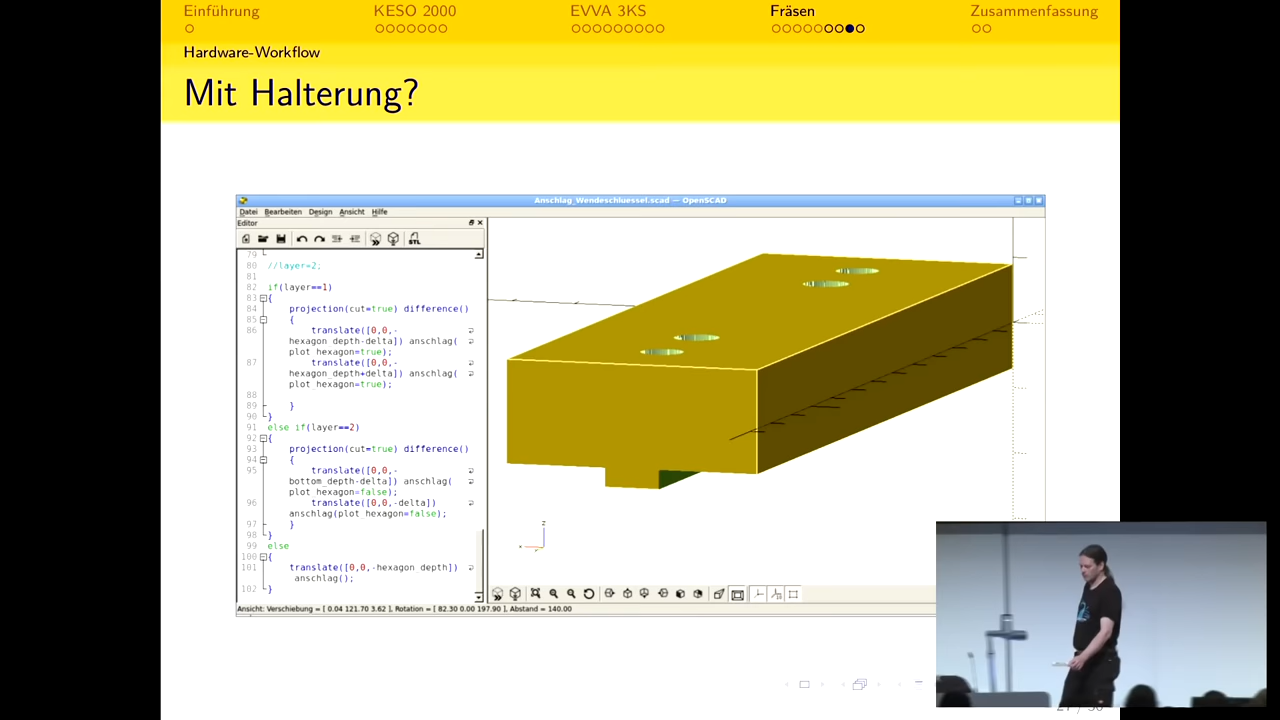 Einführung
KESO 2000
EVVA 3KS
Fräsen
Zusammenfassung
Hardware-Workflow
Mit Halterung?
Anschlag_Wendeschluessel.scad — OpenSCAD
Datei Bearbeiten Design Ansicht Hilfe
Editor
STL
79
80 //layer=2;
81
82 if(layer==1)
83 {
84 projection(cut=true) difference()
85 {
86 translate([0,0,-
hexagon_depth-delta]) anschlag(
plot_hexagon=true);
87 translate([0,0,-
hexagon_depth+delta]) anschlag(
plot_hexagon=true);
88
89 }
90 }
91 else if(layer==2)
92 {
93 projection(cut=true) difference()
94 {
95 translate([0,0,-
bottom_depth-delta]) anschlag(
plot_hexagon=false);
96 translate([0,0,-delta])
anschlag(plot_hexagon=false);
97 }
98 }
99 else
100 {
101 translate([0,0,-hexagon_depth])
anschlag();
102 }
z
x
Ansicht: Verschiebung = [ 0.04 121.70 3.62 ], Rotation = [ 82.30 0.00 197.90 ], Abstand = 140.00